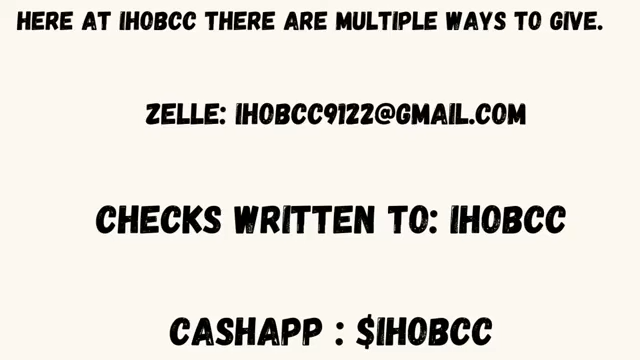 HERE AT IHOBCC THERE ARE MULTIPLE WAYS TO GIVE.
ZELLE: IHOBCC9122@GMAIL.COM
CHECKS WRITTEN TO: IHOBCC
CASHAPP : $IHOBCC